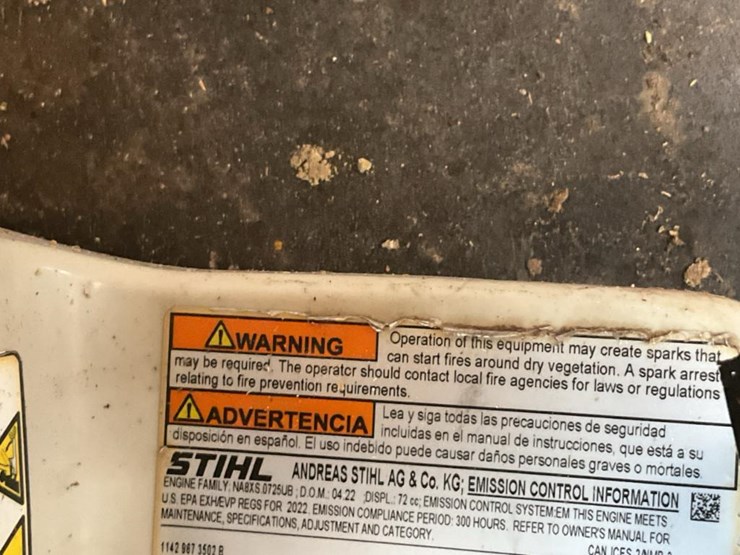 WARNING Operation of this equipment may create sparks that
can start fires around dry vegetation. A spark arrest
may be required. The operator should contact local fire agencies for laws or regulations
relating to fire prevention requirements.
ADVERTENCIA Lea y siga todas las precauciones de seguridad
incluidas en el manual de instrucciones, que está a su
disposición en español. El uso indebido puede causar daños personales graves o mortales.
STIHL ANDREAS STIHL AG & Co. KG; EMISSION CONTROL INFORMATION
ENGINE FAMILY: NA8XS.0725UB; D.O.M.: 04.22 DISPL.: 72 cc; EMISSION CONTROL SYSTEM:EM THIS ENGINE MEETS
U.S. EPA EXH/EVP REGS FOR 2022. EMISSION COMPLIANCE PERIOD: 300 HOURS. REFER TO OWNER'S MANUAL FOR
MAINTENANCE, SPECIFICATIONS, ADJUSTMENT AND CATEGORY.
1142 967 3502 B CAN ICES